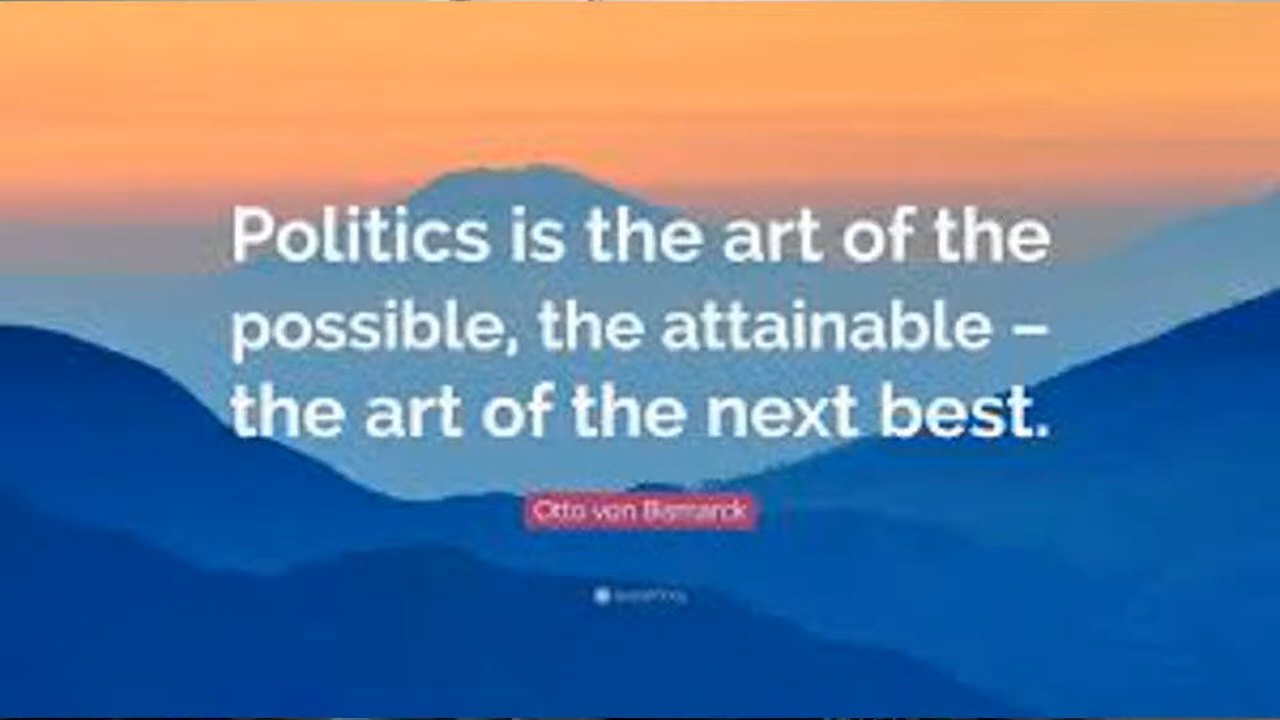 Politics is the art of the
possible, the attainable –
the art of the next best.
Otto von Bismarck